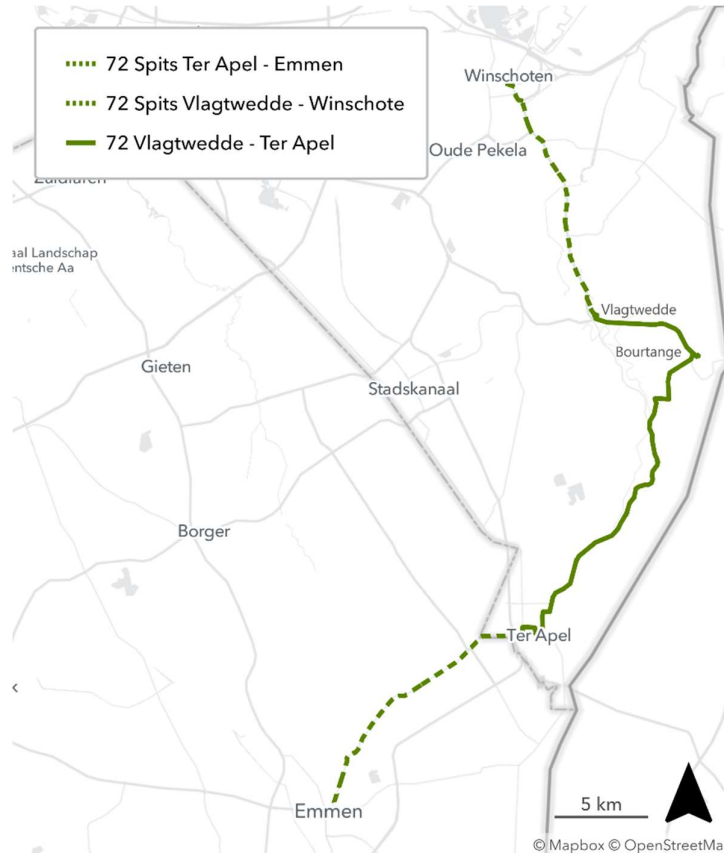 72 Spits Ter Apel - Emmen
72 Spits Vlagtwedde - Winschote
72 Vlagtwedde - Ter Apel
Winschoten
Oude Pekela
aal Landschap
entsche Aa
Vlagtwedde
Bourtange
Gieten
Stadskanaal
Borger
Ter Apel
k
Emmen
5 km
© Mapbox © OpenStreetMa